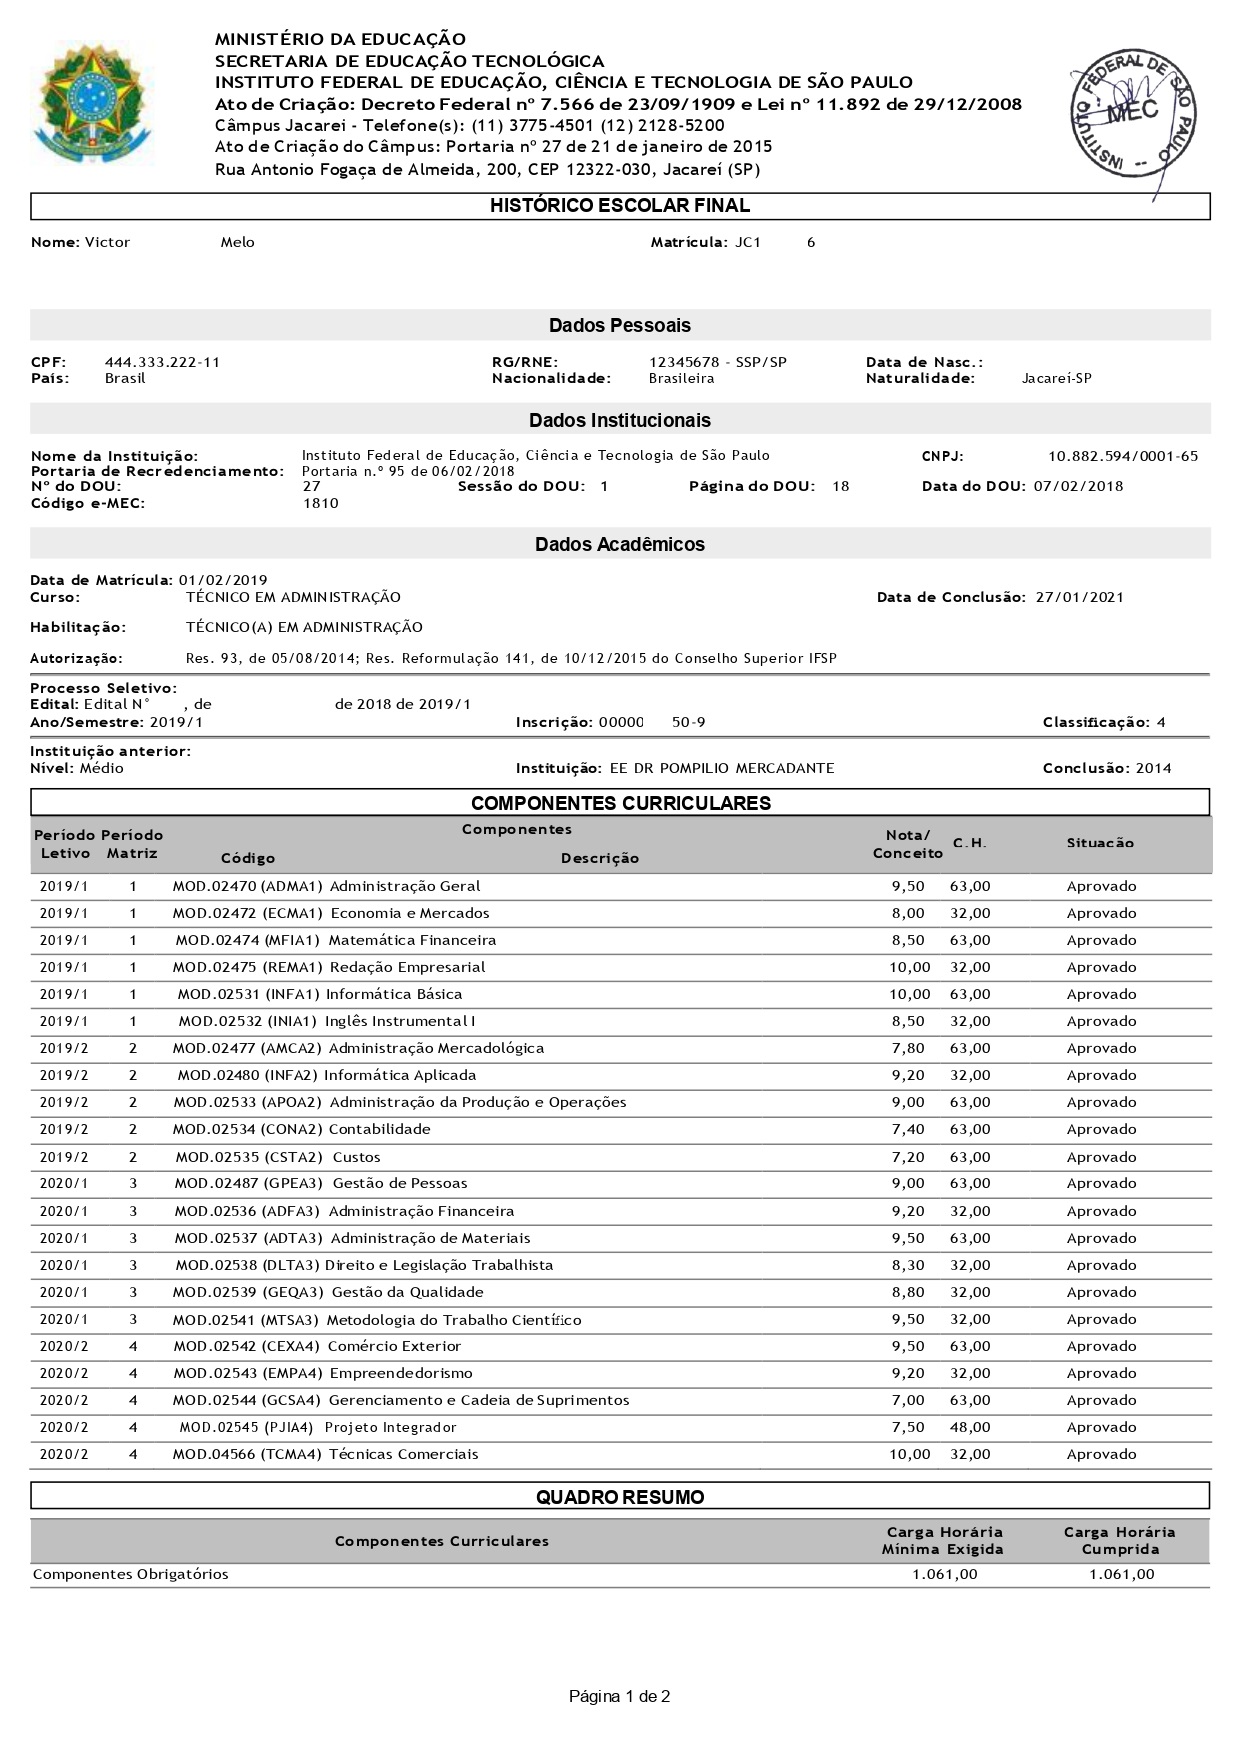 MINISTÉRIO DA EDUCAÇÃO
SECRETARIA DE EDUCAÇÃO TECNOLÓGICA
INSTITUTO FEDERAL DE EDUCAÇÃO, CIÊNCIA E TECNOLOGIA DE SÃO PAULO
Ato de Criação: Decreto Federal nº 7.566 de 23/09/1909 e Lei nº 11.892 de 29/12/2008
Câmpus Jacarei - Telefone(s): (11) 3775-4501 (12) 2128-5200
Ato de Criação do Câmpus: Portaria nº 27 de 21 de janeiro de 2015
Rua Antonio Fogaça de Almeida, 200, CEP 12322-030, Jacareí (SP)
INSTITUTO FEDERAL DE SÃO PAULO -- MEC
HISTÓRICO ESCOLAR FINAL
Nome: Victor Melo Matrícula: JC1 6
Dados Pessoais
CPF: 444.333.222-11 RG/RNE: 12345678 - SSP/SP Data de Nasc.:
País: Brasil Nacionalidade: Brasileira Naturalidade: Jacareí-SP
Dados Institucionais
Nome da Instituição: Instituto Federal de Educação, Ciência e Tecnologia de São Paulo CNPJ: 10.882.594/0001-65
Portaria de Recredenciamento: Portaria n.º 95 de 06/02/2018
Nº do DOU: 27 Sessão do DOU: 1 Página do DOU: 18 Data do DOU: 07/02/2018
Código e-MEC: 1810
Dados Acadêmicos
Data de Matrícula: 01/02/2019
Curso: TÉCNICO EM ADMINISTRAÇÃO Data de Conclusão: 27/01/2021
Habilitação: TÉCNICO(A) EM ADMINISTRAÇÃO
Autorização: Res. 93, de 05/08/2014; Res. Reformulação 141, de 10/12/2015 do Conselho Superior IFSP
Processo Seletivo:
Edital: Edital N° , de de 2018 de 2019/1
Ano/Semestre: 2019/1 Inscrição: 00000 50-9 Classificação: 4
Instituição anterior:
Nível: Médio Instituição: EE DR POMPILIO MERCADANTE Conclusão: 2014
COMPONENTES CURRICULARES
Período Letivo Período Matriz Componentes Código Descrição Nota/ Conceito C.H. Situação
2019/1 1 MOD.02470 (ADMA1) Administração Geral 9,50 63,00 Aprovado
2019/1 1 MOD.02472 (ECMA1) Economia e Mercados 8,00 32,00 Aprovado
2019/1 1 MOD.02474 (MFIA1) Matemática Financeira 8,50 63,00 Aprovado
2019/1 1 MOD.02475 (REMA1) Redação Empresarial 10,00 32,00 Aprovado
2019/1 1 MOD.02531 (INFA1) Informática Básica 10,00 63,00 Aprovado
2019/1 1 MOD.02532 (INIA1) Inglês Instrumental I 8,50 32,00 Aprovado
2019/2 2 MOD.02477 (AMCA2) Administração Mercadológica 7,80 63,00 Aprovado
2019/2 2 MOD.02480 (INFA2) Informática Aplicada 9,20 32,00 Aprovado
2019/2 2 MOD.02533 (APOA2) Administração da Produção e Operações 9,00 63,00 Aprovado
2019/2 2 MOD.02534 (CONA2) Contabilidade 7,40 63,00 Aprovado
2019/2 2 MOD.02535 (CSTA2) Custos 7,20 63,00 Aprovado
2020/1 3 MOD.02487 (GPEA3) Gestão de Pessoas 9,00 63,00 Aprovado
2020/1 3 MOD.02536 (ADFA3) Administração Financeira 9,20 32,00 Aprovado
2020/1 3 MOD.02537 (ADTA3) Administração de Materiais 9,50 63,00 Aprovado
2020/1 3 MOD.02538 (DLTA3) Direito e Legislação Trabalhista 8,30 32,00 Aprovado
2020/1 3 MOD.02539 (GEQA3) Gestão da Qualidade 8,80 32,00 Aprovado
2020/1 3 MOD.02541 (MTSA3) Metodologia do Trabalho Científico 9,50 32,00 Aprovado
2020/2 4 MOD.02542 (CEXA4) Comércio Exterior 9,50 63,00 Aprovado
2020/2 4 MOD.02543 (EMPA4) Empreendedorismo 9,20 32,00 Aprovado
2020/2 4 MOD.02544 (GCSA4) Gerenciamento e Cadeia de Suprimentos 7,00 63,00 Aprovado
2020/2 4 MOD.02545 (PJIA4) Projeto Integrador 7,50 48,00 Aprovado
2020/2 4 MOD.04566 (TCMA4) Técnicas Comerciais 10,00 32,00 Aprovado
QUADRO RESUMO
Componentes Curriculares Carga Horária Mínima Exigida Carga Horária Cumprida
Componentes Obrigatórios 1.061,00 1.061,00
Página 1 de 2